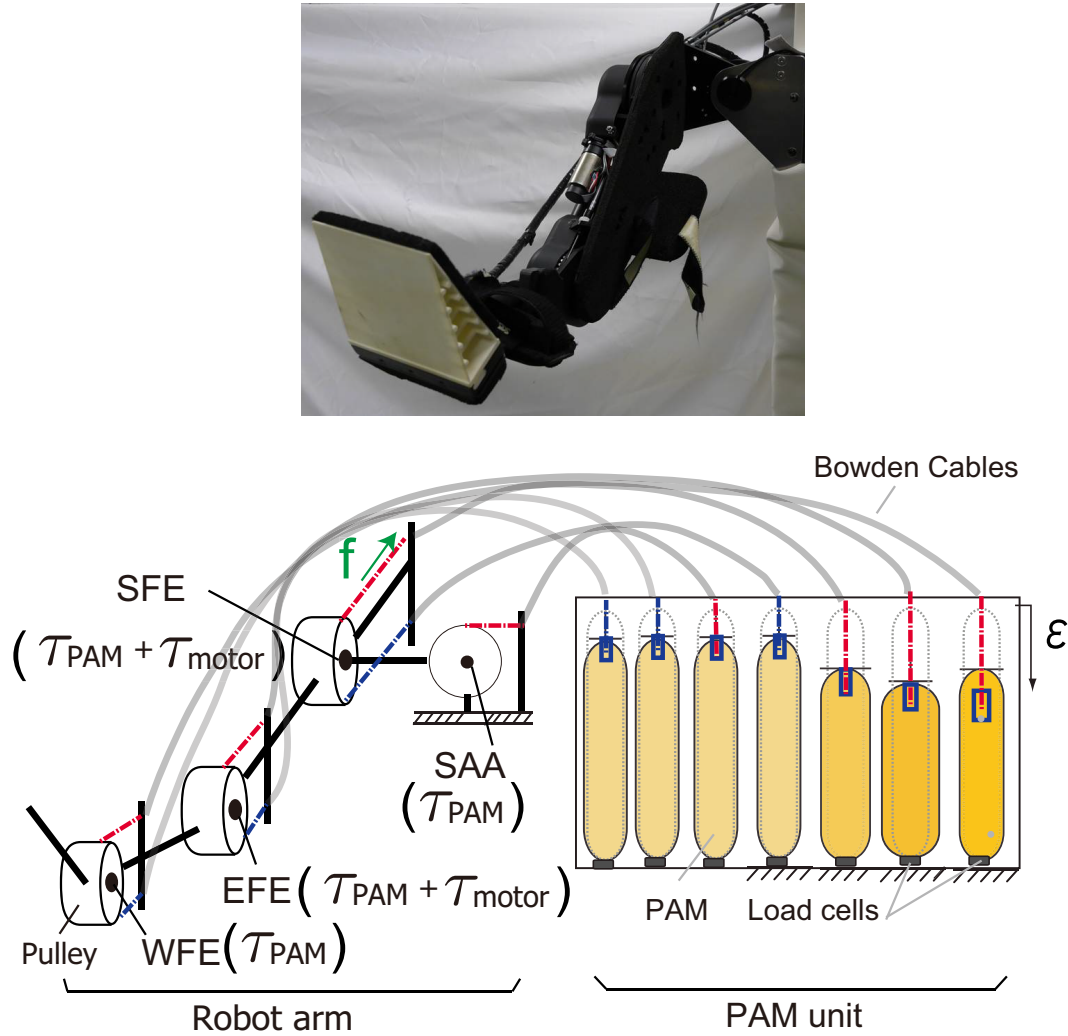 Bowden Cables
f
SFE
(τPAM + τmotor)
ε
SAA
(τPAM)
EFE(τPAM + τmotor)
PAM
Load cells
Pulley
WFE(τPAM)
Robot arm
PAM unit